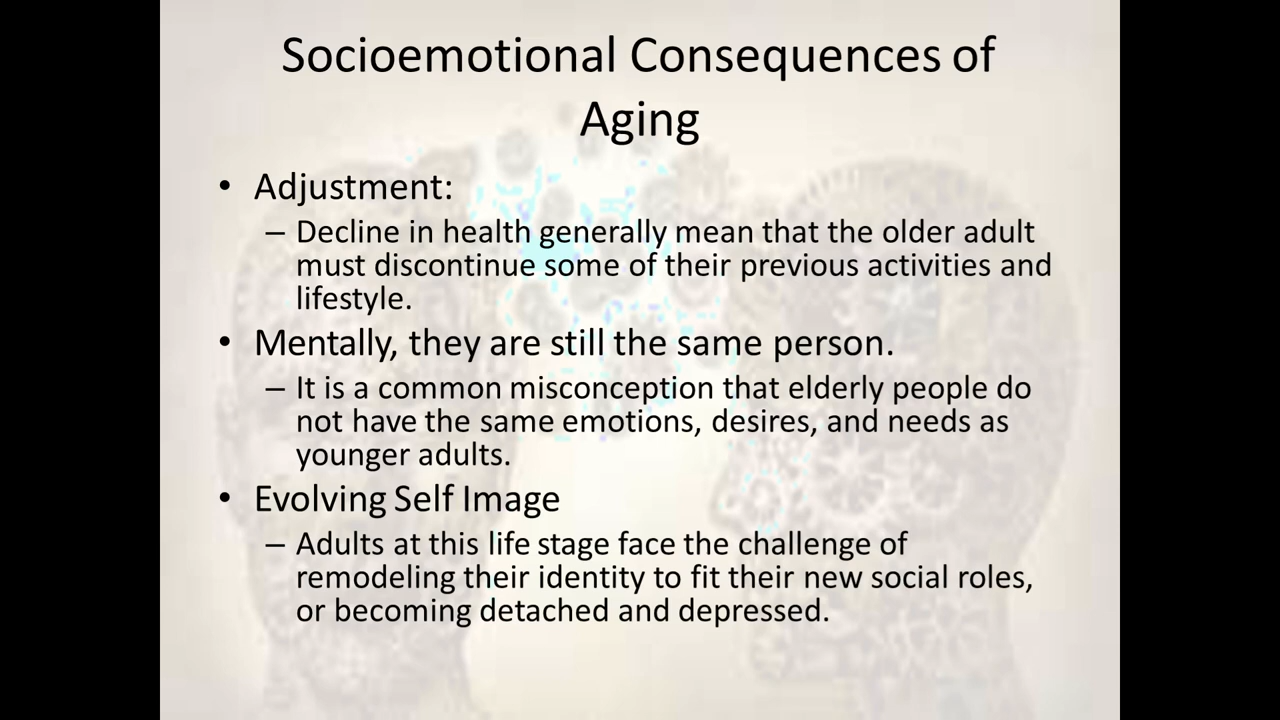 Socioemotional Consequences of
Aging
• Adjustment:
– Decline in health generally mean that the older adult
must discontinue some of their previous activities and
lifestyle.
• Mentally, they are still the same person.
– It is a common misconception that elderly people do
not have the same emotions, desires, and needs as
younger adults.
• Evolving Self Image
– Adults at this life stage face the challenge of
remodeling their identity to fit their new social roles,
or becoming detached and depressed.